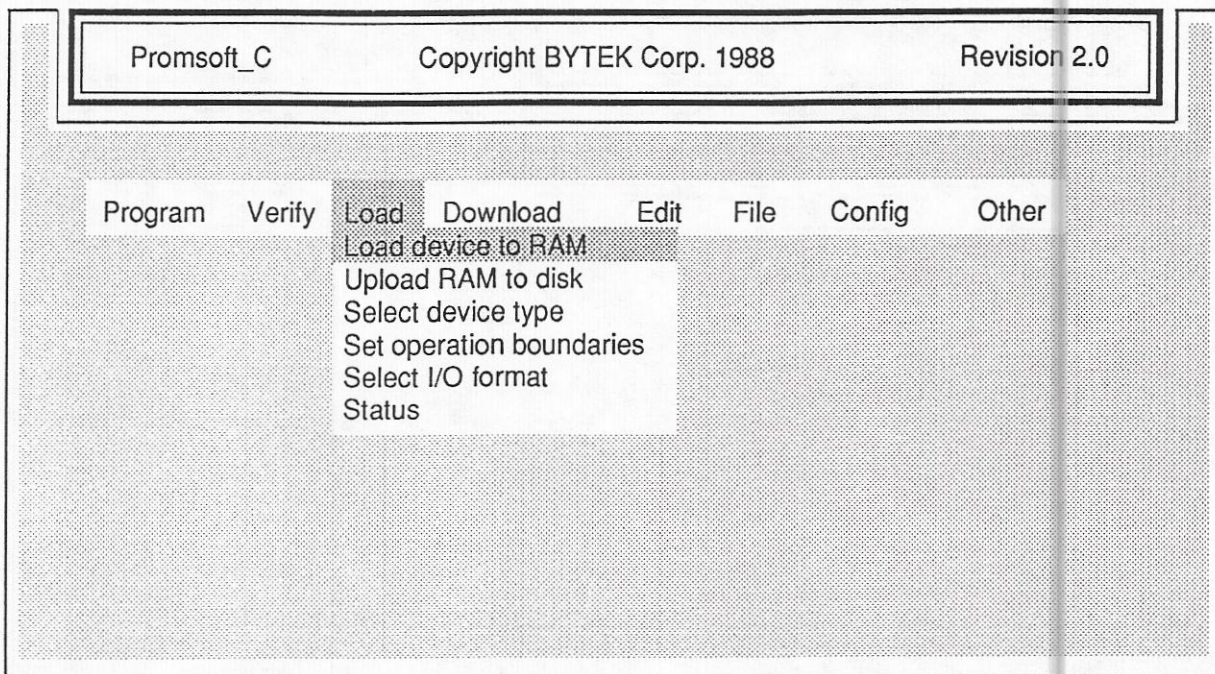 Promsoft_C Copyright BYTEK Corp. 1988 Revision 2.0
Program Verify Load Download Edit File Config Other
Load device to RAM
Upload RAM to disk
Select device type
Set operation boundaries
Select I/O format
Status